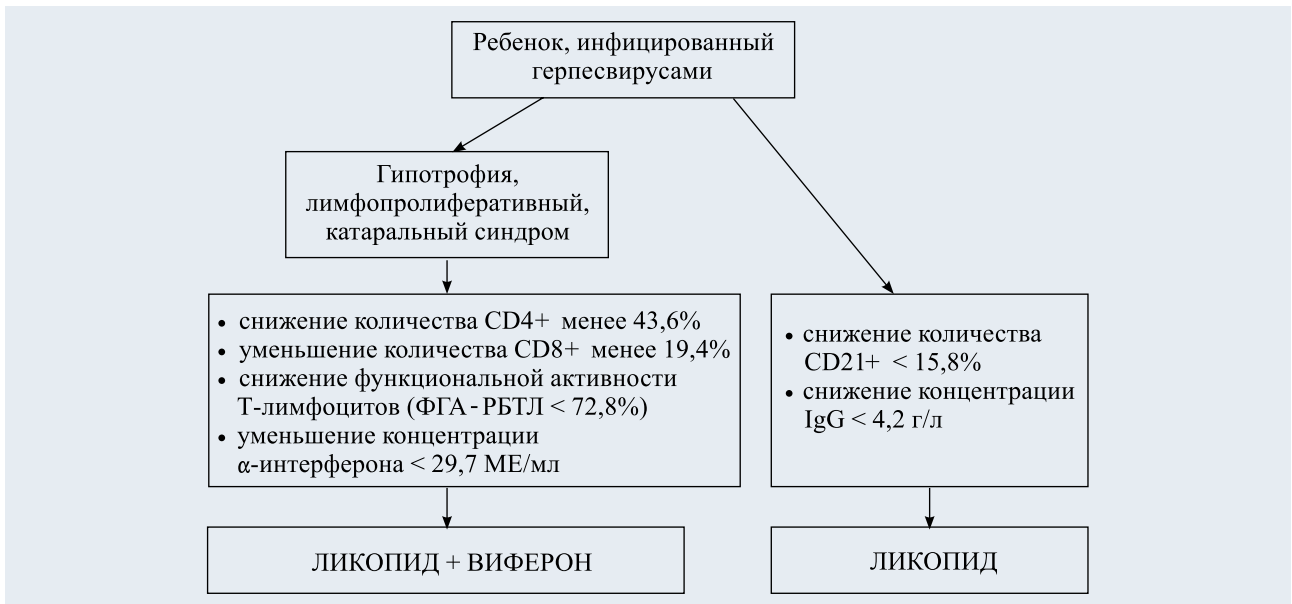 Ребенок, инфицированный
герпесвирусами
Гипотрофия,
лимфопролиферативный,
катаральный синдром
• снижение количества CD4+ менее 43,6%
• уменьшение количества CD8+ менее 19,4%
• снижение функциональной активности
Т-лимфоцитов (ФГА - РБТЛ < 72,8%)
• уменьшение концентрации
α-интерферона < 29,7 МЕ/мл
• снижение количества
CD21+ < 15,8%
• снижение концентрации
IgG < 4,2 г/л
ЛИКОПИД + ВИФЕРОН
ЛИКОПИД